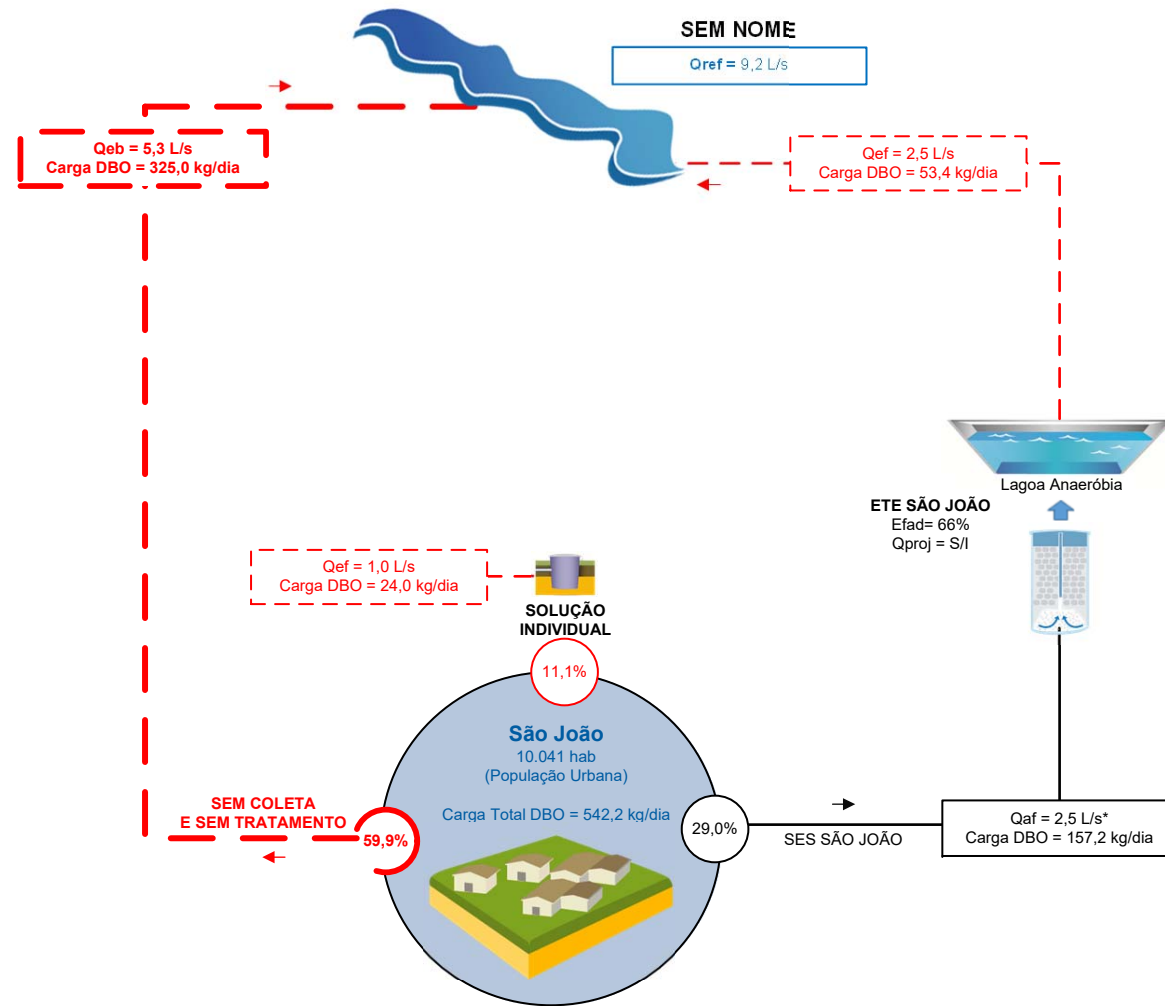 SEM NOME
Qref = 9,2 L/s
Qeb = 5,3 L/s
Carga DBO = 325,0 kg/dia
Qef = 2,5 L/s
Carga DBO = 53,4 kg/dia
Lagoa Anaeróbia
ETE SÃO JOÃO
Efad= 66%
Qproj = S/I
Qef = 1,0 L/s
Carga DBO = 24,0 kg/dia
SOLUÇÃO
INDIVIDUAL
11,1%
São João
10.041 hab
(População Urbana)
Carga Total DBO = 542,2 kg/dia
SEM COLETA
E SEM TRATAMENTO
59,9%
29,0%
SES SÃO JOÃO
Qaf = 2,5 L/s*
Carga DBO = 157,2 kg/dia